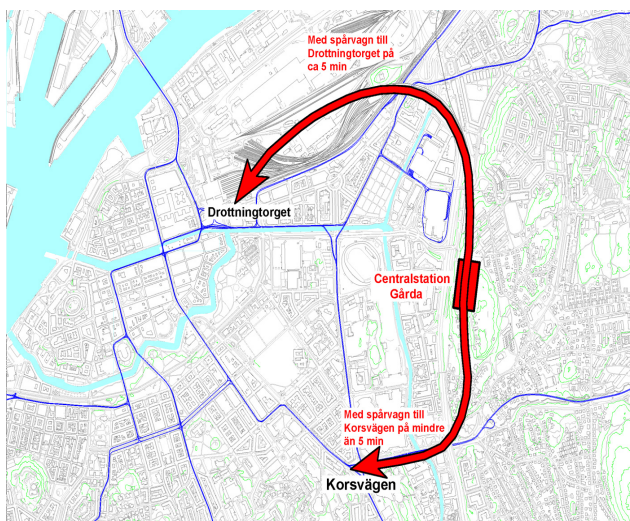 Med spårvagn till
Drottningtorget på
ca 5 min
Drottningtorget
Centralstation
Gårda
Med spårvagn till
Korsvägen på mindre
än 5 min
Korsvägen